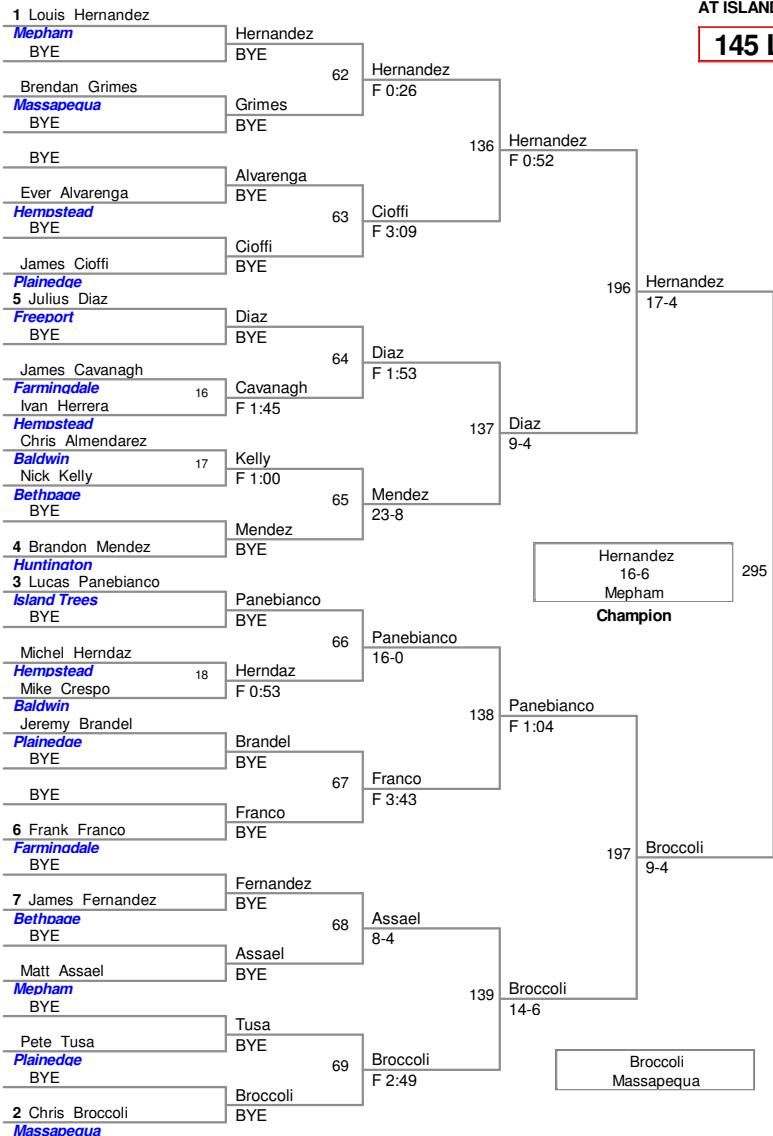 AT ISLAND
145 L
1 Louis Hernandez
Mepham
BYE
Brendan Grimes
Massapequa
BYE
BYE
Ever Alvarenga
Hempstead
BYE
James Cioffi
Plainedge
5 Julius Diaz
Freeport
BYE
James Cavanagh
Farmingdale
16
Ivan Herrera
Hempstead
Chris Almendarez
Baldwin
17
Nick Kelly
Bethpage
BYE
4 Brandon Mendez
Huntington
3 Lucas Panebianco
Island Trees
BYE
Michel Herndaz
Hempstead
18
Mike Crespo
Baldwin
Jeremy Brandel
Plainedge
BYE
BYE
6 Frank Franco
Farmingdale
BYE
7 James Fernandez
Bethpage
BYE
Matt Assael
Mepham
BYE
Pete Tusa
Plainedge
BYE
2 Chris Broccoli
Massapequa
Hernandez
BYE
62
Grimes
BYE
Alvarenga
BYE
63
Cioffi
BYE
Diaz
BYE
64
Cavanagh
F 1:45
Kelly
F 1:00
65
Mendez
BYE
Panebianco
BYE
66
Herndaz
F 0:53
Brandel
BYE
67
Franco
BYE
Fernandez
BYE
68
Assael
BYE
Tusa
BYE
69
Broccoli
BYE
Hernandez
F 0:26
136
Cioffi
F 3:09
Diaz
F 1:53
137
Mendez
23-8
Panebianco
16-0
138
Franco
F 3:43
Assael
8-4
139
Broccoli
F 2:49
Hernandez
F 0:52
196
Diaz
9-4
Panebianco
F 1:04
197
Broccoli
14-6
Hernandez
17-4
295
Broccoli
9-4
Hernandez
16-6
Mepham
Champion
Broccoli
Massapequa